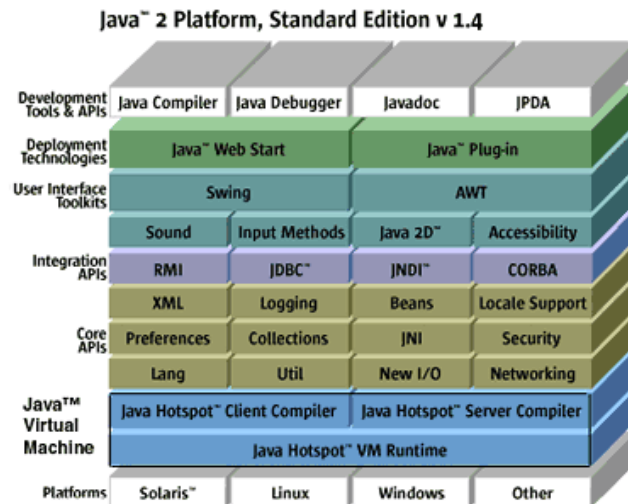 Java™ 2 Platform, Standard Edition v 1.4
Development Tools & APIs
Java Compiler Java Debugger Javadoc JPDA
Deployment Technologies
Java™ Web Start Java™ Plug-in
User Interface Toolkits
Swing AWT
Sound Input Methods Java 2D™ Accessibility
Integration APIs
RMI JDBC™ JNDI™ CORBA
XML Logging Beans Locale Support
Core APIs
Preferences Collections JNI Security
Lang Util New I/O Networking
Java™ Virtual Machine
Java Hotspot™ Client Compiler Java Hotspot™ Server Compiler
Java Hotspot™ VM Runtime
Platforms
Solaris™ Linux Windows Other